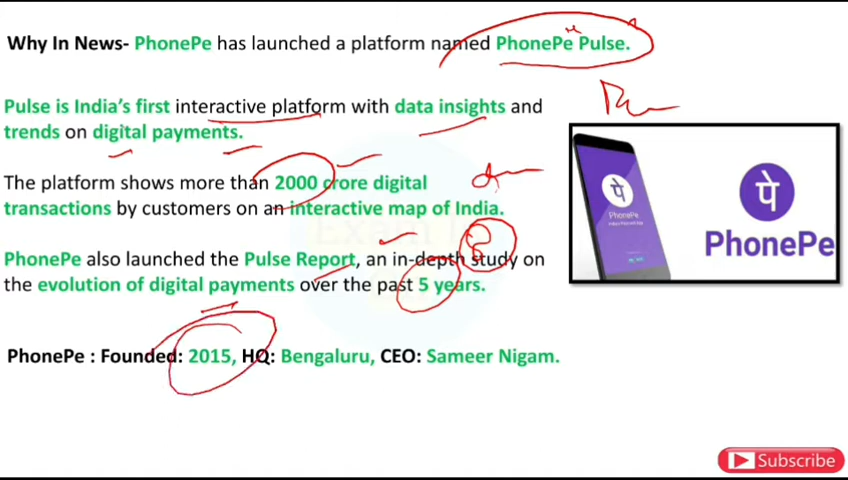 Why In News- PhonePe has launched a platform named PhonePe Pulse.
Pulse is India's first interactive platform with data insights and
trends on digital payments.
The platform shows more than 2000 crore digital
transactions by customers on an interactive map of India.
PhonePe also launched the Pulse Report, an in-depth study on
the evolution of digital payments over the past 5 years.
PhonePe : Founded: 2015, HQ: Bengaluru, CEO: Sameer Nigam.
पे
PhonePe
पे
PhonePe
Subscribe